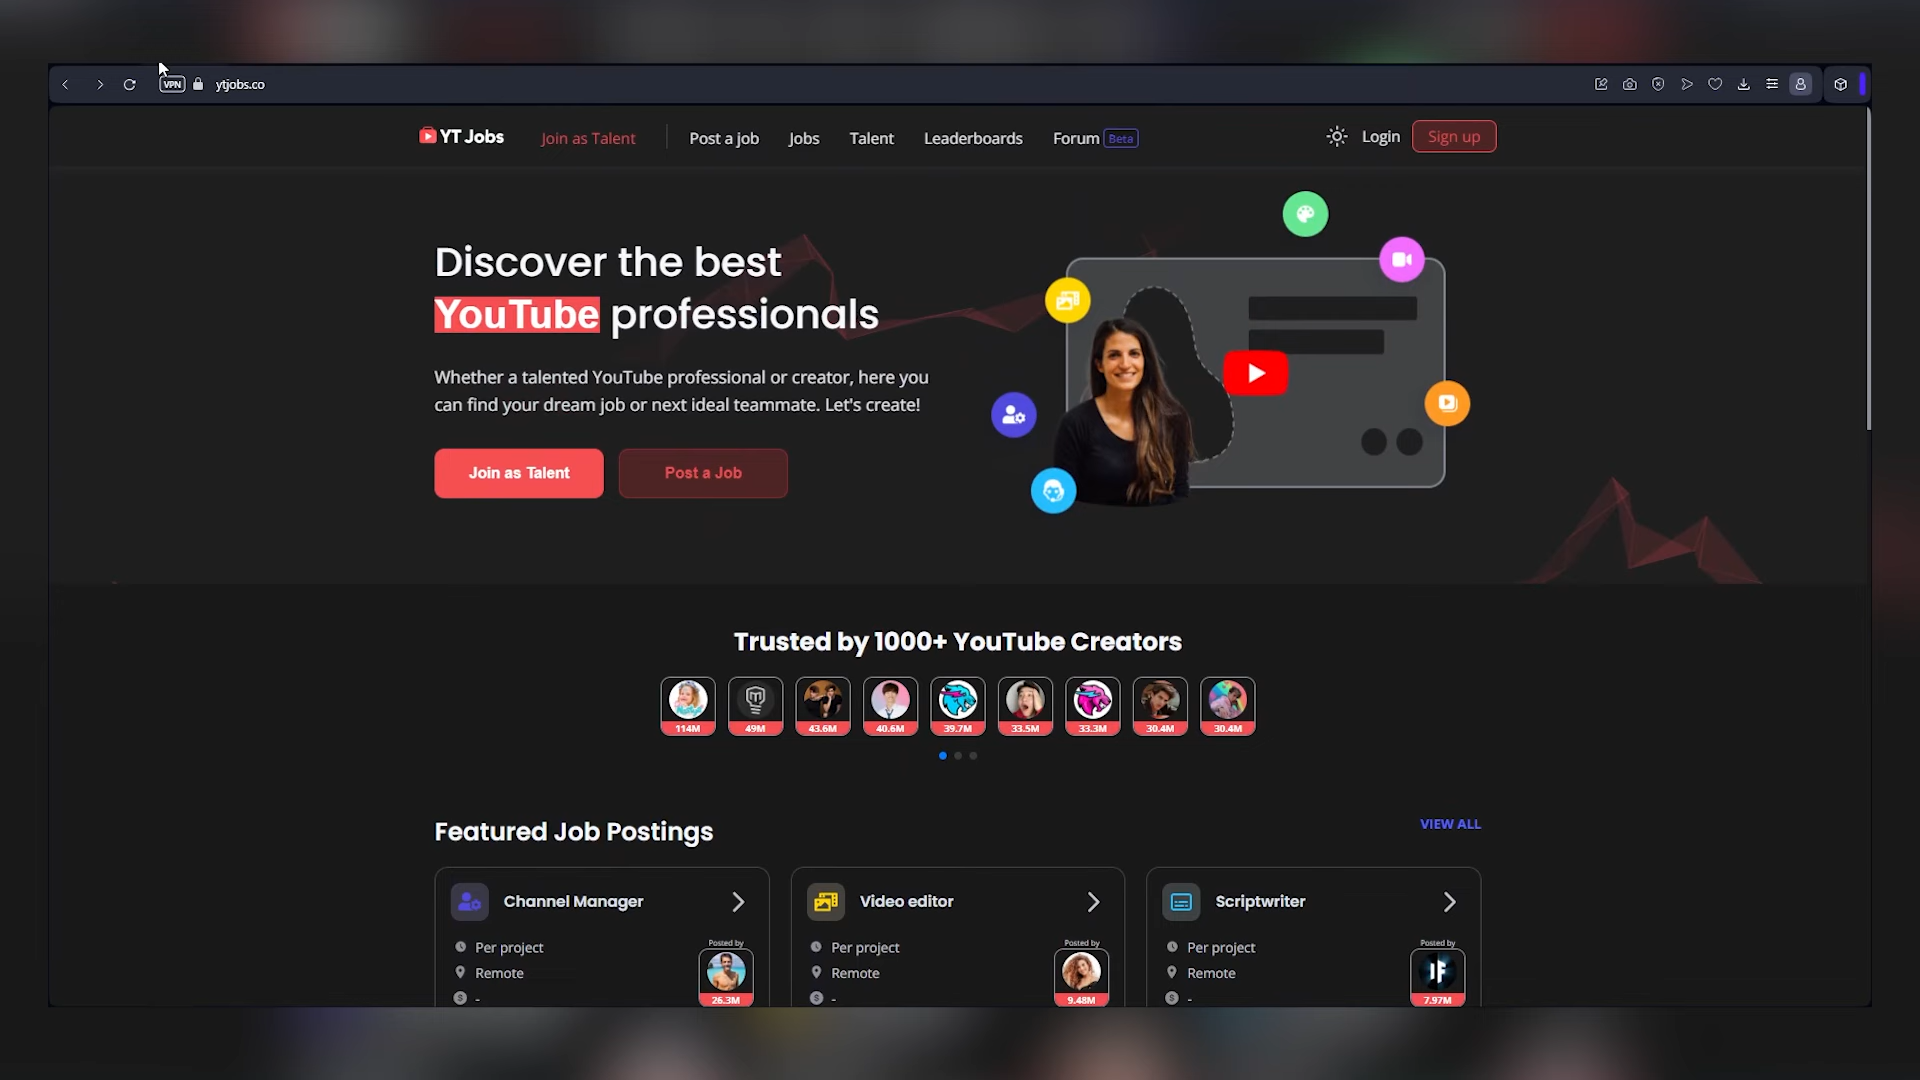 VPN
ytjobs.co
YT Jobs
Join as Talent
Post a job
Jobs
Talent
Leaderboards
Forum
Beta
Login
Sign up
Discover the best
YouTube professionals
Whether a talented YouTube professional or creator, here you
can find your dream job or next ideal teammate. Let's create!
Join as Talent
Post a Job
Trusted by 1000+ YouTube Creators
114M
49M
43.6M
40.6M
39.7M
33.5M
33.3M
30.4M
30.4M
Featured Job Postings
VIEW ALL
Channel Manager
Per project
Remote
-
Posted by
26.3M
Video editor
Per project
Remote
-
Posted by
9.48M
Scriptwriter
Per project
Remote
-
Posted by
IF
7.97M